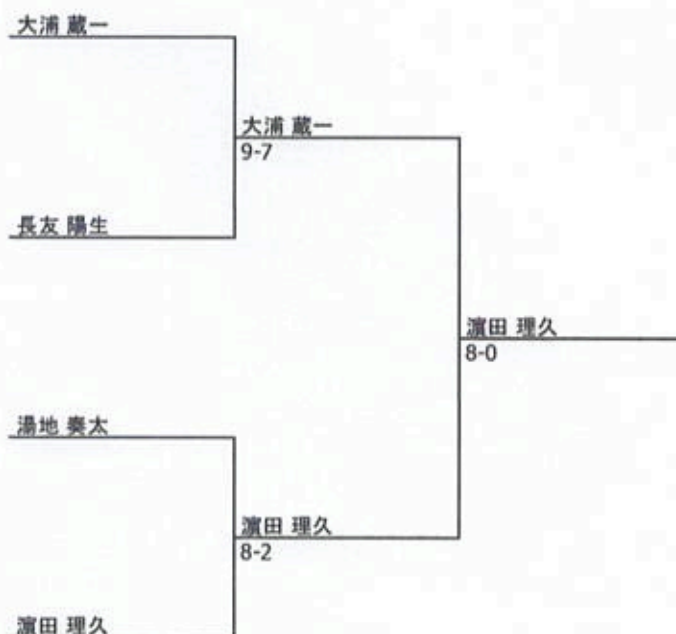 大浦 蔵一
大浦 蔵一
9-7
長友 陽生
濵田 理久
8-0
湯地 奏太
濵田 理久
8-2
濵田 理久